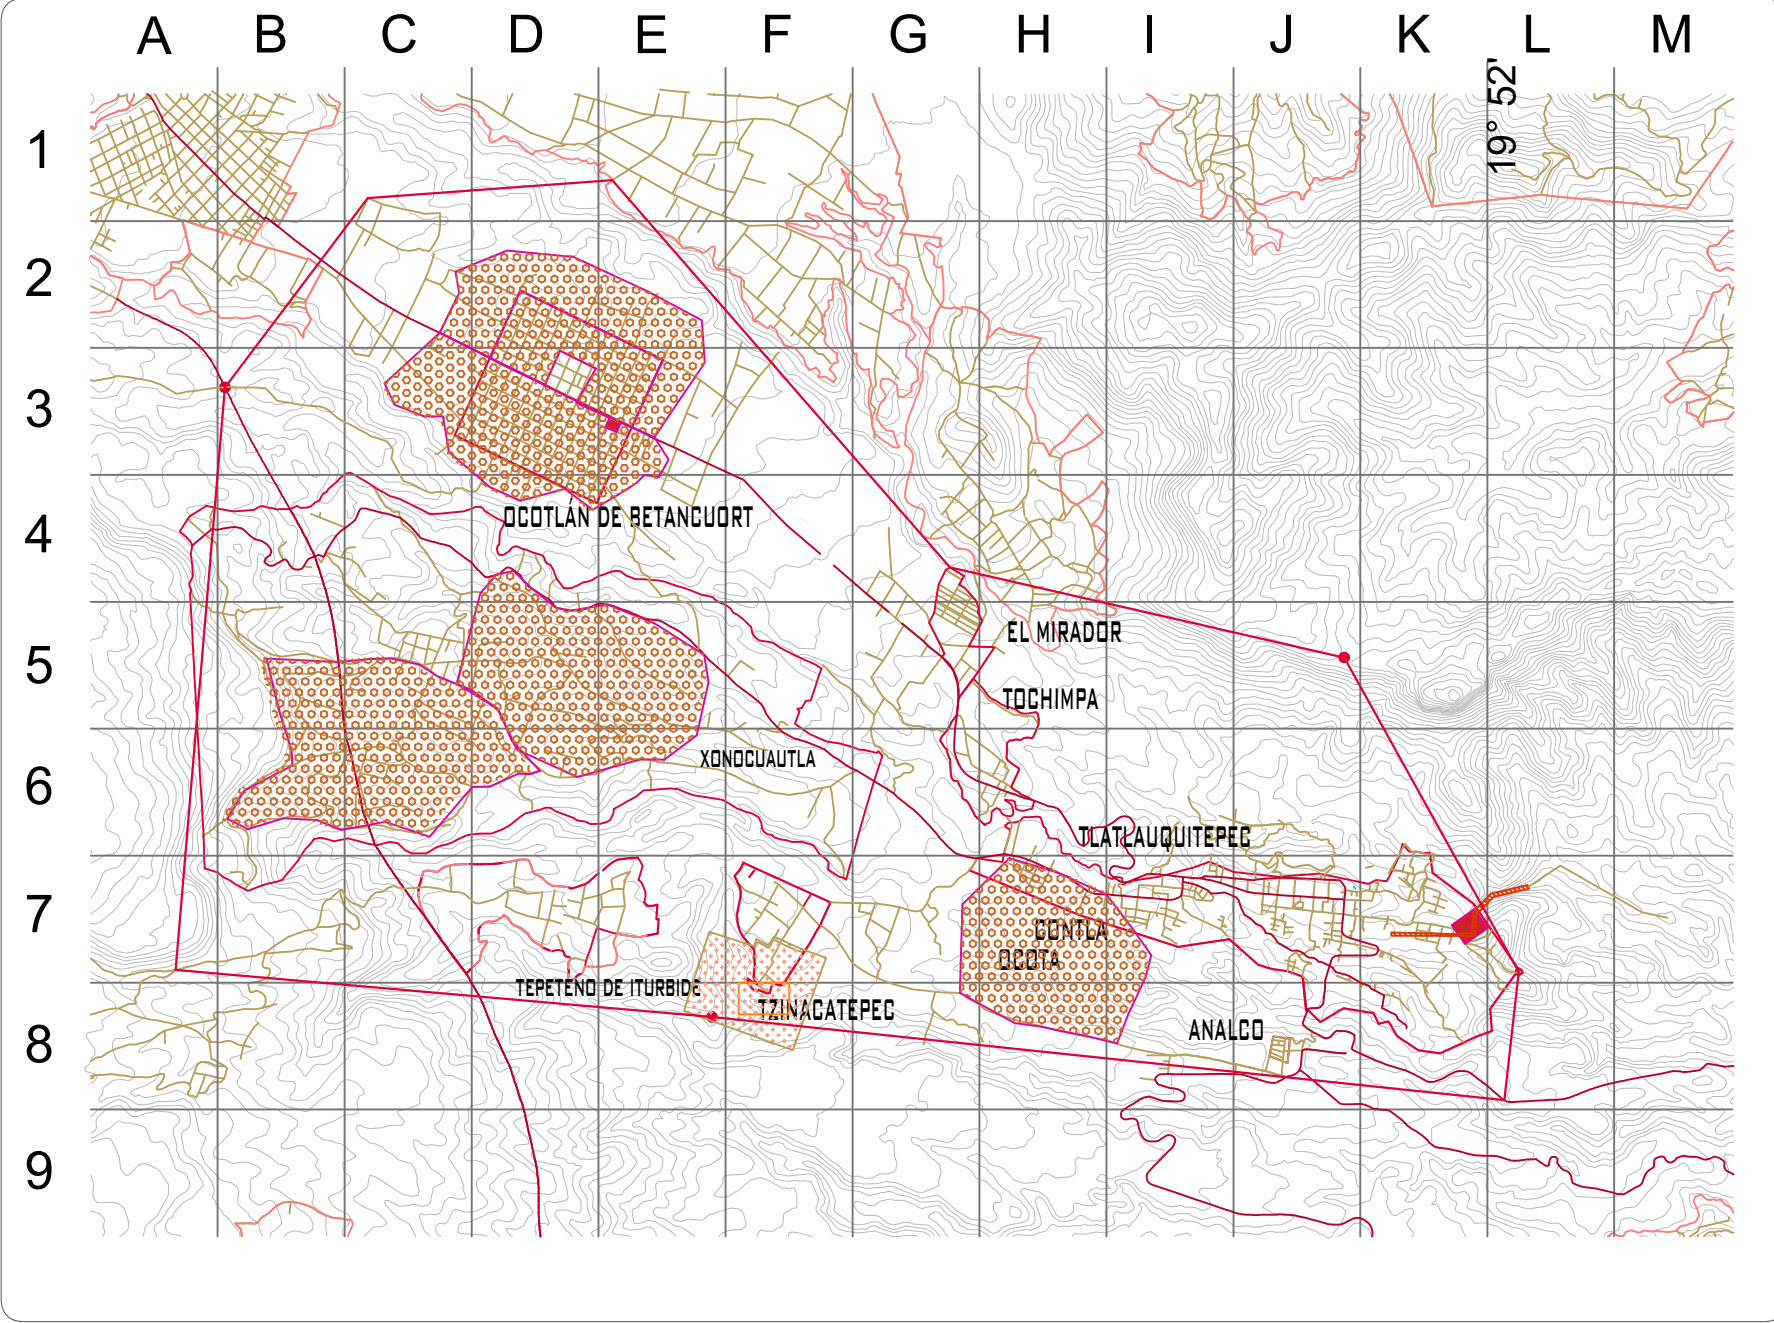 A B C D E F G H I J K L M
19° 52'
1
2
3
4
OCOTLÁN DE BETANCUORT
EL MIRADOR
5
TOCHIMPA
XONOCUAUTLA
6
TLATLAUQUITEPEC
7
CONTLA
OCOTA
TEPETENO DE ITURBIDE
TZINACATEPEC
ANALCO
8
9